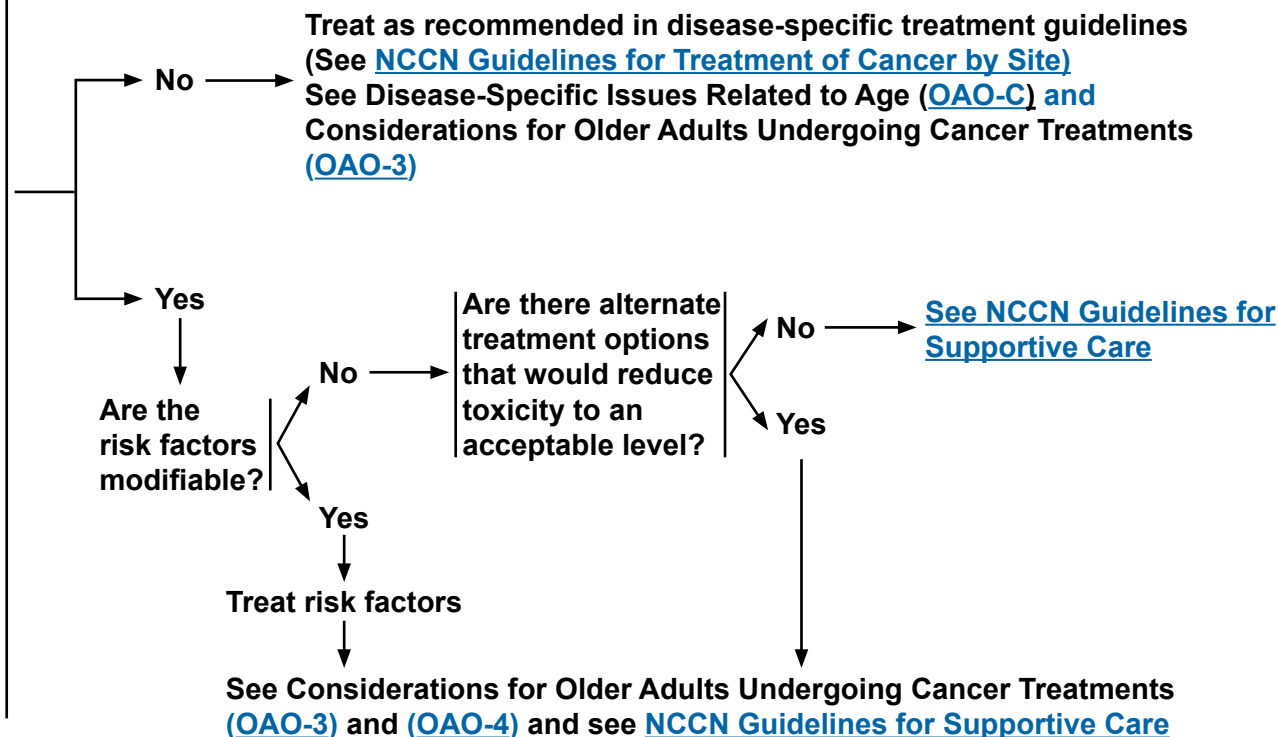 Treat as recommended in disease-specific treatment guidelines
(See NCCN Guidelines for Treatment of Cancer by Site)
See Disease-Specific Issues Related to Age (OAO-C) and
Considerations for Older Adults Undergoing Cancer Treatments
(OAO-3)
No
Yes
Are the
risk factors
modifiable?
No
Yes
Are there alternate
treatment options
that would reduce
toxicity to an
acceptable level?
No
Yes
See NCCN Guidelines for
Supportive Care
Treat risk factors
See Considerations for Older Adults Undergoing Cancer Treatments
(OAO-3) and (OAO-4) and see NCCN Guidelines for Supportive Care